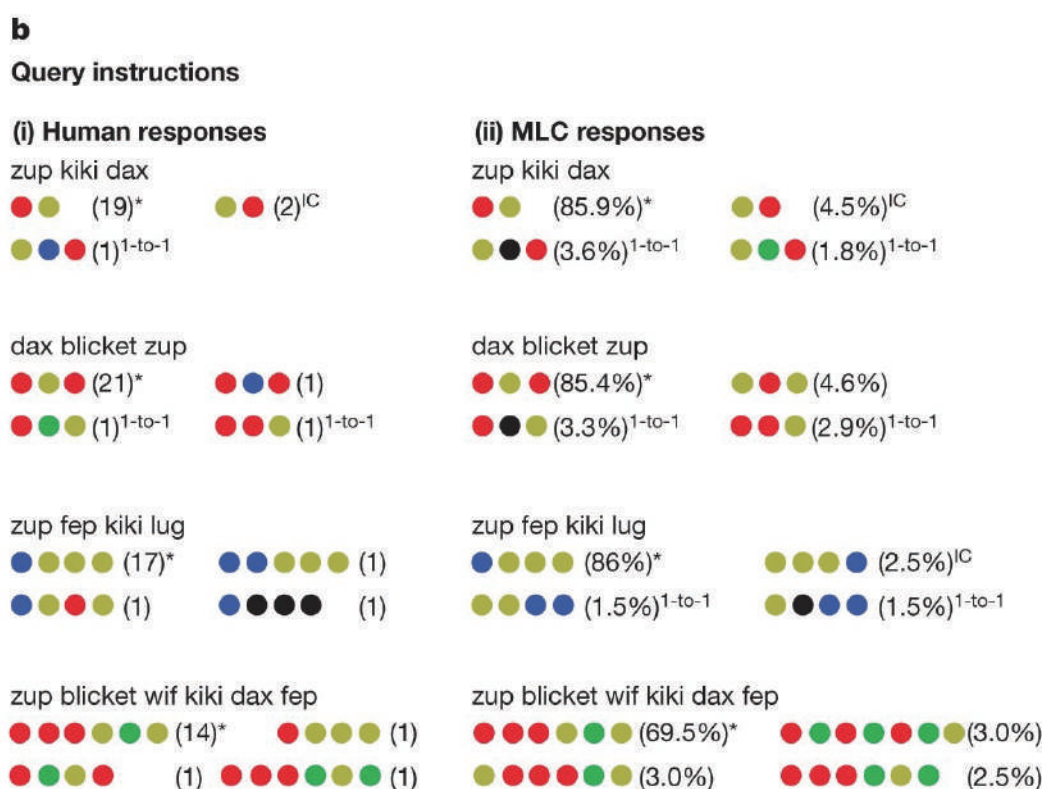 b
Query instructions
(i) Human responses
zup kiki dax
(19)* (2)IC
(1)1-to-1
dax blicket zup
(21)* (1)
(1)1-to-1 (1)1-to-1
zup fep kiki lug
(17)* (1)
(1) (1)
zup blicket wif kiki dax fep
(14)* (1)
(1) (1)
(ii) MLC responses
zup kiki dax
(85.9%)* (4.5%)IC
(3.6%)1-to-1 (1.8%)1-to-1
dax blicket zup
(85.4%)* (4.6%)
(3.3%)1-to-1 (2.9%)1-to-1
zup fep kiki lug
(86%)* (2.5%)IC
(1.5%)1-to-1 (1.5%)1-to-1
zup blicket wif kiki dax fep
(69.5%)* (3.0%)
(3.0%) (2.5%)